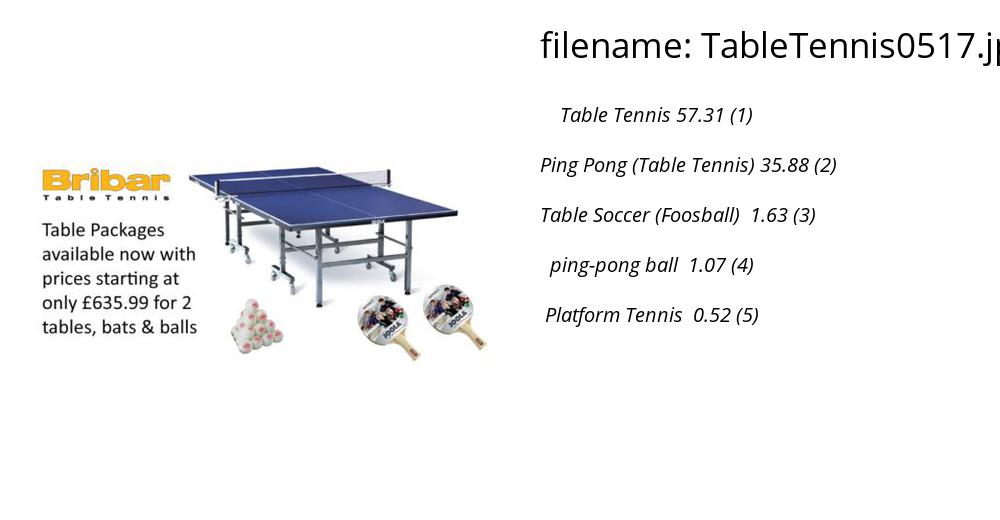 Bribar
Table Tennis
Table Packages
available now with
prices starting at
only £635.99 for 2
tables, bats & balls
JOOLA
JOOLA
JOOLA
filename: TableTennis0517.jp
Table Tennis 57.31 (1)
Ping Pong (Table Tennis) 35.88 (2)
Table Soccer (Foosball) 1.63 (3)
ping-pong ball 1.07 (4)
Platform Tennis 0.52 (5)